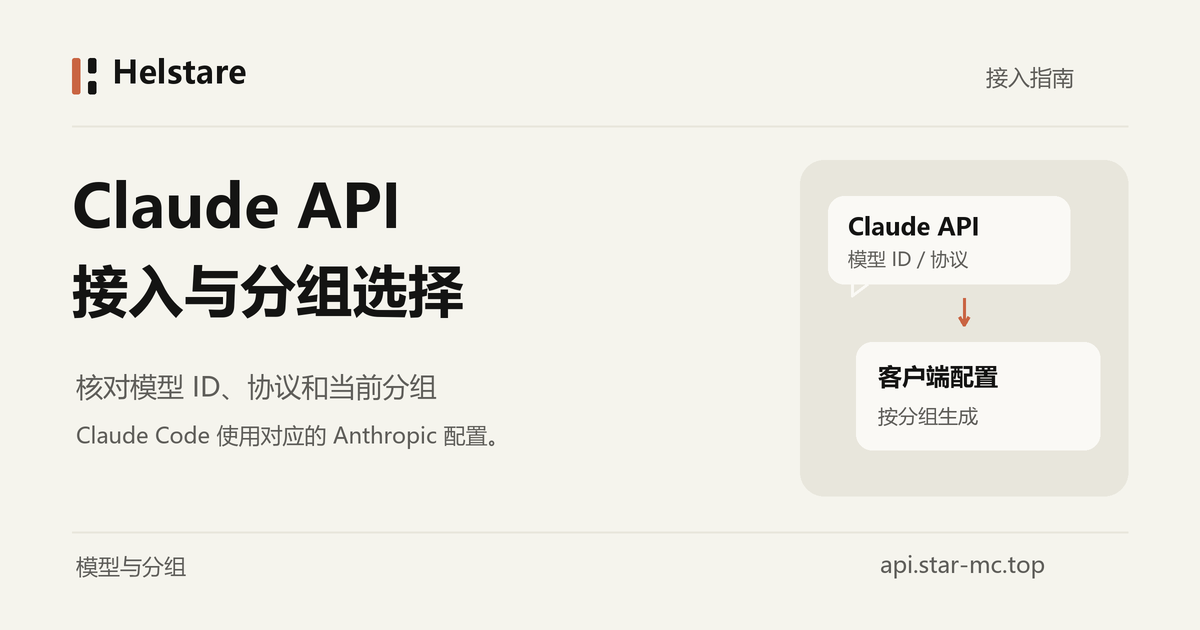 Helstare
接入指南
Claude API
接入与分组选择
核对模型 ID、协议和当前分组
Claude Code 使用对应的 Anthropic 配置。
Claude API
模型 ID / 协议
客户端配置
按分组生成
模型与分组
api.star-mc.top